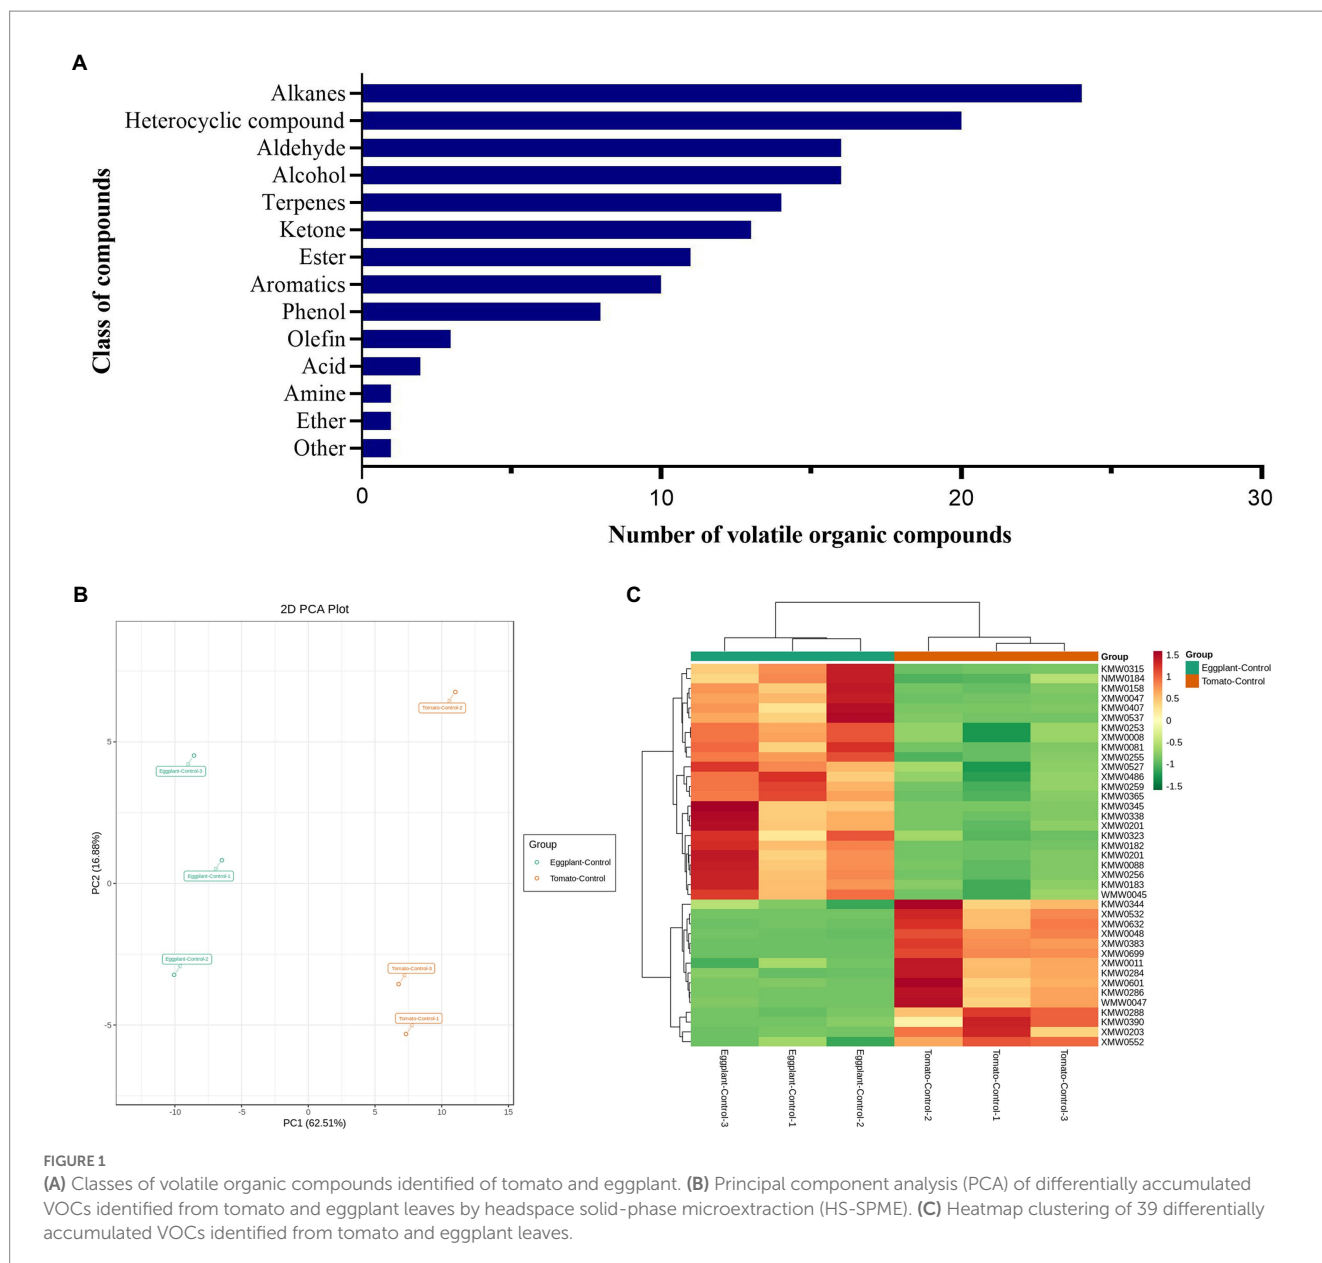 A
Alkanes
Heterocyclic compound
Aldehyde
Alcohol
Terpenes
Ketone
Ester
Aromatics
Phenol
Olefin
Acid
Amine
Ether
Other
Class of compounds
0 10 20 30
Number of volatile organic compounds
B
2D PCA Plot
Tomato-Control-2
Eggplant-Control-3
Eggplant-Control-1
Eggplant-Control-2
Tomato-Control-3
Tomato-Control-1
5
0
-5
PC2 (16.88%)
-10 -5 0 5 10 15
PC1 (62.51%)
Group
Eggplant-Control
Tomato-Control
C
Group
KMW0315
NMW0184
KMW0158
XMW0047
KMW0407
XMW0537
KMW0253
XMW0008
KMW0081
XMW0255
XMW0527
XMW0486
KMW0259
KMW0365
KMW0345
KMW0338
XMW0201
KMW0323
KMW0182
KMW0201
KMW0088
XMW0256
KMW0183
WMW0045
KMW0344
XMW0532
XMW0632
XMW0048
XMW0383
XMW0699
XMW0011
KMW0284
XMW0601
KMW0286
WMW0047
KMW0288
KMW0390
XMW0203
XMW0552
Eggplant-Control-3
Eggplant-Control-1
Eggplant-Control-2
Tomato-Control-2
Tomato-Control-1
Tomato-Control-3
1.5
1
0.5
0
-0.5
-1
-1.5
Group
Eggplant-Control
Tomato-Control
FIGURE 1
(A) Classes of volatile organic compounds identified of tomato and eggplant. (B) Principal component analysis (PCA) of differentially accumulated
VOCs identified from tomato and eggplant leaves by headspace solid-phase microextraction (HS-SPME). (C) Heatmap clustering of 39 differentially
accumulated VOCs identified from tomato and eggplant leaves.